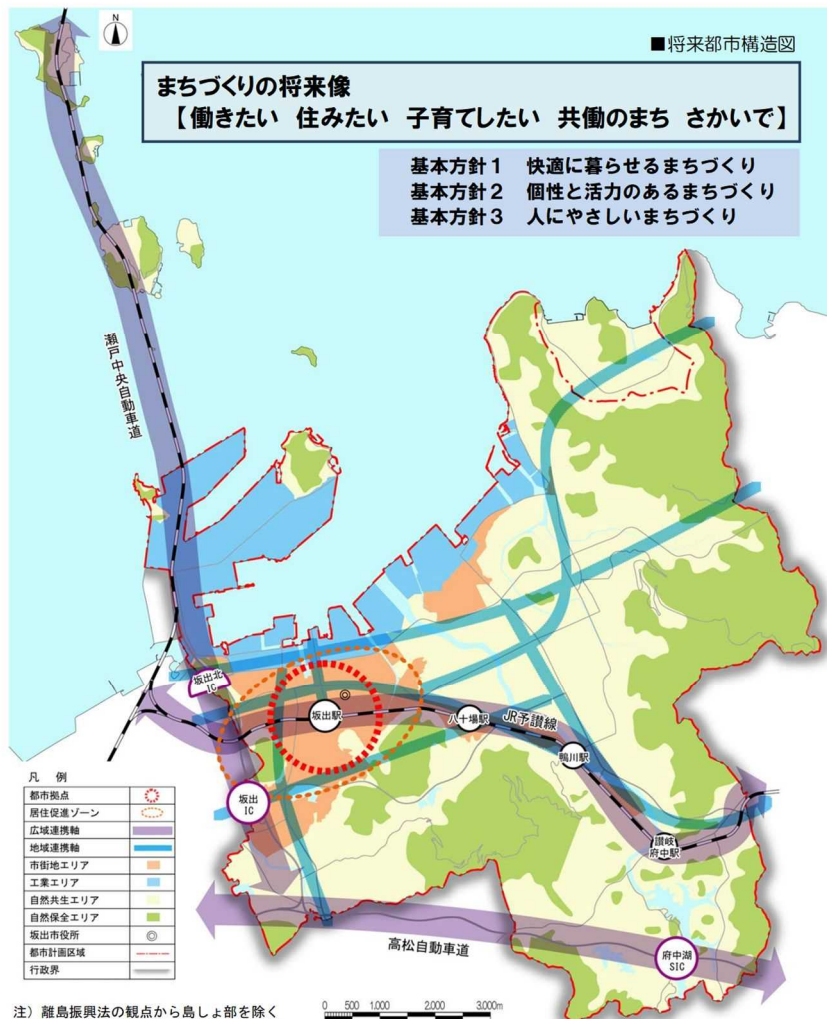 N
■将来都市構造図
まちづくりの将来像
【働きたい 住みたい 子育てしたい 共働のまち さかいで】
基本方針1 快適に暮らせるまちづくり
基本方針2 個性と活力のあるまちづくり
基本方針3 人にやさしいまちづくり
瀬戸中央自動車道
坂出北
IC
坂出駅
八十場駅
JR予讃線
鴨川駅
坂出
IC
讃岐
府中駅
高松自動車道
府中湖
SIC
凡 例
都市拠点
居住促進ゾーン
広域連携軸
地域連携軸
市街地エリア
工業エリア
自然共生エリア
自然保全エリア
坂出市役所
都市計画区域
行政界
注）離島振興法の観点から島しょ部を除く
0 500 1,000 2,000 3,000m